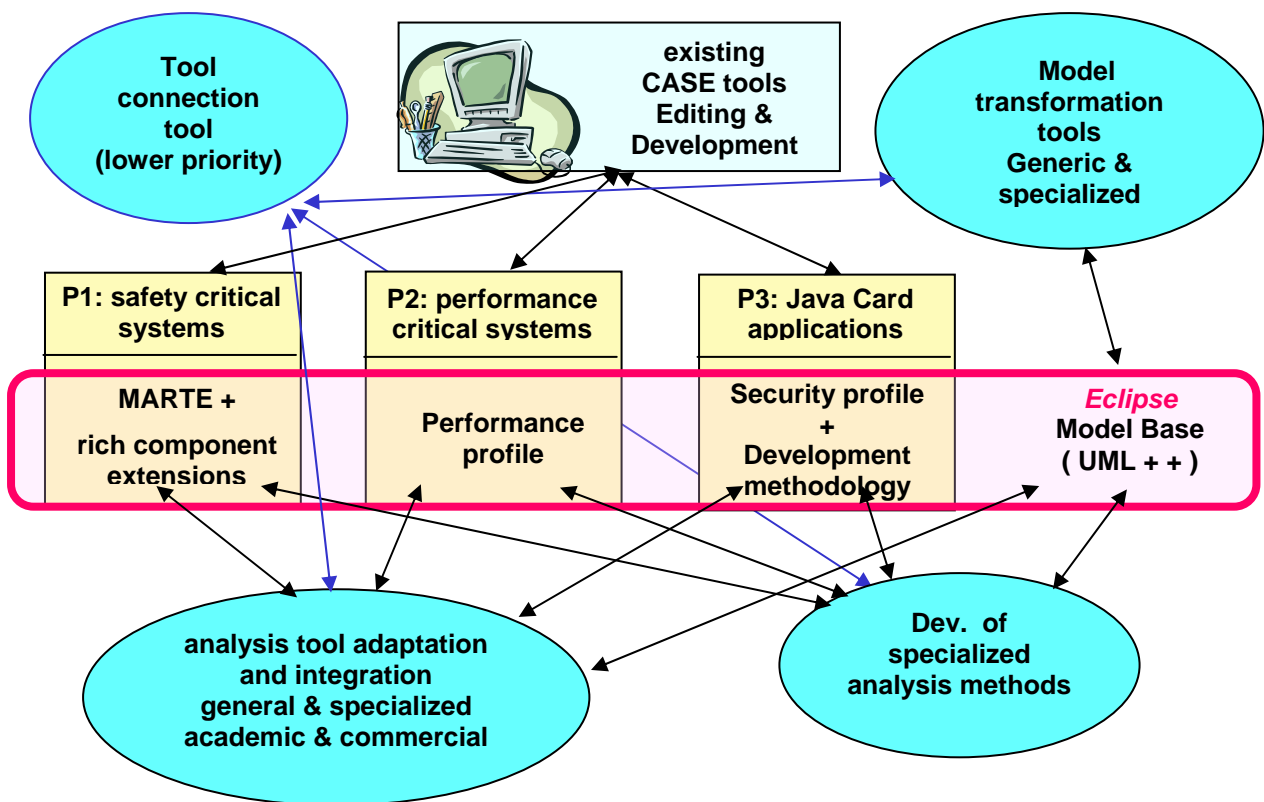 Tool
connection
tool
(lower priority)
existing
CASE tools
Editing &
Development
Model
transformation
tools
Generic &
specialized
P1: safety critical
systems
P2: performance
critical systems
P3: Java Card
applications
MARTE +
rich component
extensions
Performance
profile
Security profile
+
Development
methodology
Eclipse
Model Base
( UML + + )
analysis tool adaptation
and integration
general & specialized
academic & commercial
Dev. of
specialized
analysis methods